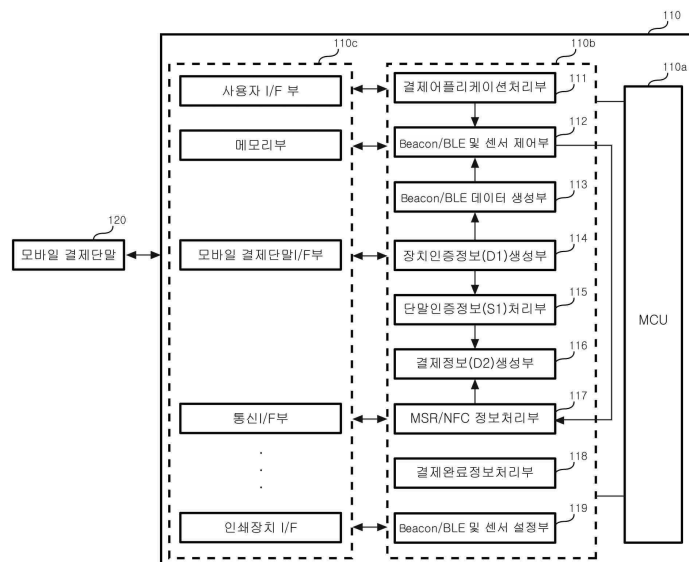 110
110c
110b
110a
사용자 I/F 부
결제어플리케이션처리부
111
메모리부
Beacon/BLE 및 센서 제어부
112
Beacon/BLE 데이터 생성부
113
120
모바일 결제단말
모바일 결제단말I/F부
장치인증정보(D1)생성부
114
단말인증정보(S1)처리부
115
MCU
결제정보(D2)생성부
116
통신I/F부
MSR/NFC 정보처리부
117
결제완료정보처리부
118
인쇄장치 I/F
Beacon/BLE 및 센서 설정부
119